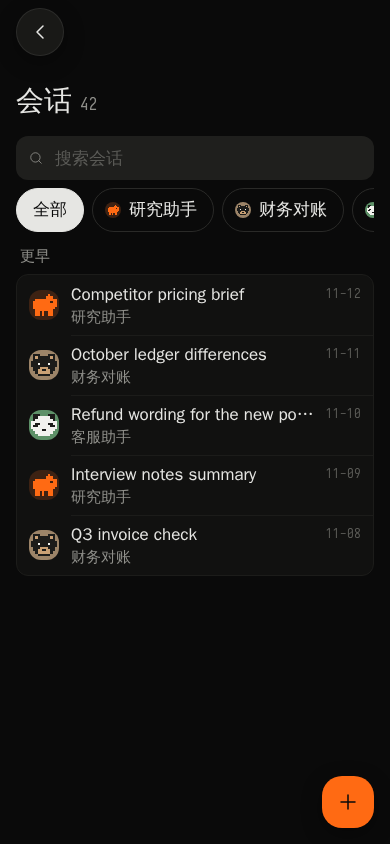 会话 42
搜索会话
全部 研究助手 财务对账
更早
Competitor pricing brief 11-12
研究助手
October ledger differences 11-11
财务对账
Refund wording for the new po··· 11-10
客服助手
Interview notes summary 11-09
研究助手
Q3 invoice check 11-08
财务对账